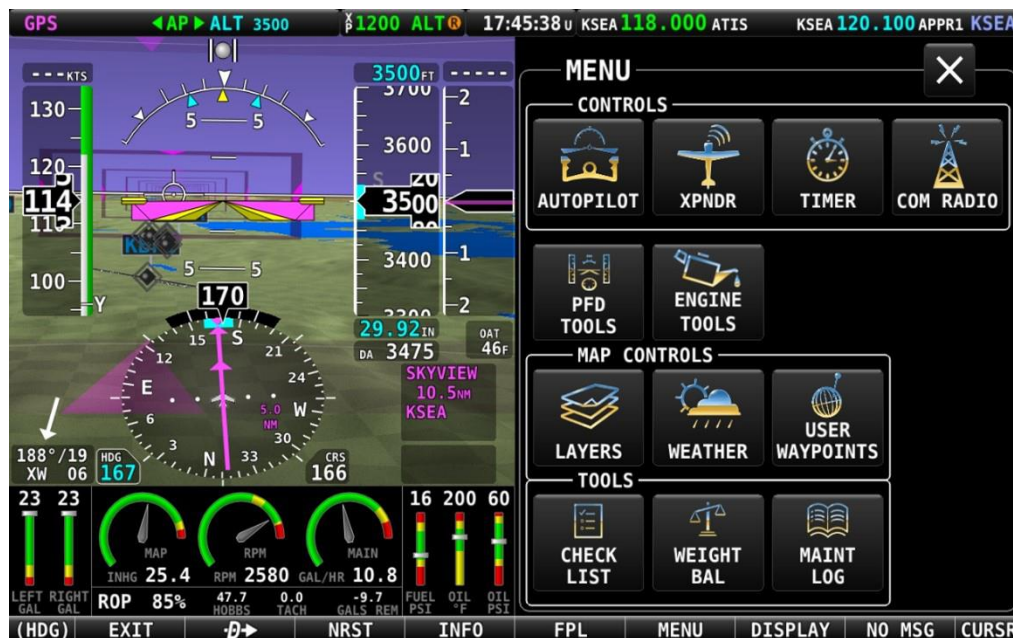 GPS AP ALT 3500 XP 1200 ALT R 17:45:38 U KSEA 118.000 ATIS KSEA 120.100 APPR1 KSEA
---KTS
3500FT -----
130
120
114
110
100
Y
5 5
5 5
3700
3600
S
20
3500
3400
3300
2
1
1
2
170
29.92IN
DA 3475
OAT
46F
SKYVIEW
10.5NM
KSEA
15 S 21
12 24
E W
6 30
3 N 33
5.0
NM
188°/19
XW 06
HDG
167
CRS
166
23 23
LEFT GAL
RIGHT GAL
MAP
INHG 25.4
RPM
RPM 2580
MAIN
GAL/HR 10.8
16 200 60
FUEL PSI
OIL °F
OIL PSI
ROP 85%
47.7 HOBBS
0.0 TACH
-9.7 GALS REM
MENU
X
CONTROLS
AUTOPILOT XPNDR TIMER COM RADIO
PFD TOOLS
ENGINE TOOLS
MAP CONTROLS
LAYERS WEATHER USER WAYPOINTS
TOOLS
CHECK LIST
WEIGHT BAL
MAINT LOG
(HDG) EXIT D NRST INFO FPL MENU DISPLAY NO MSG CURSR